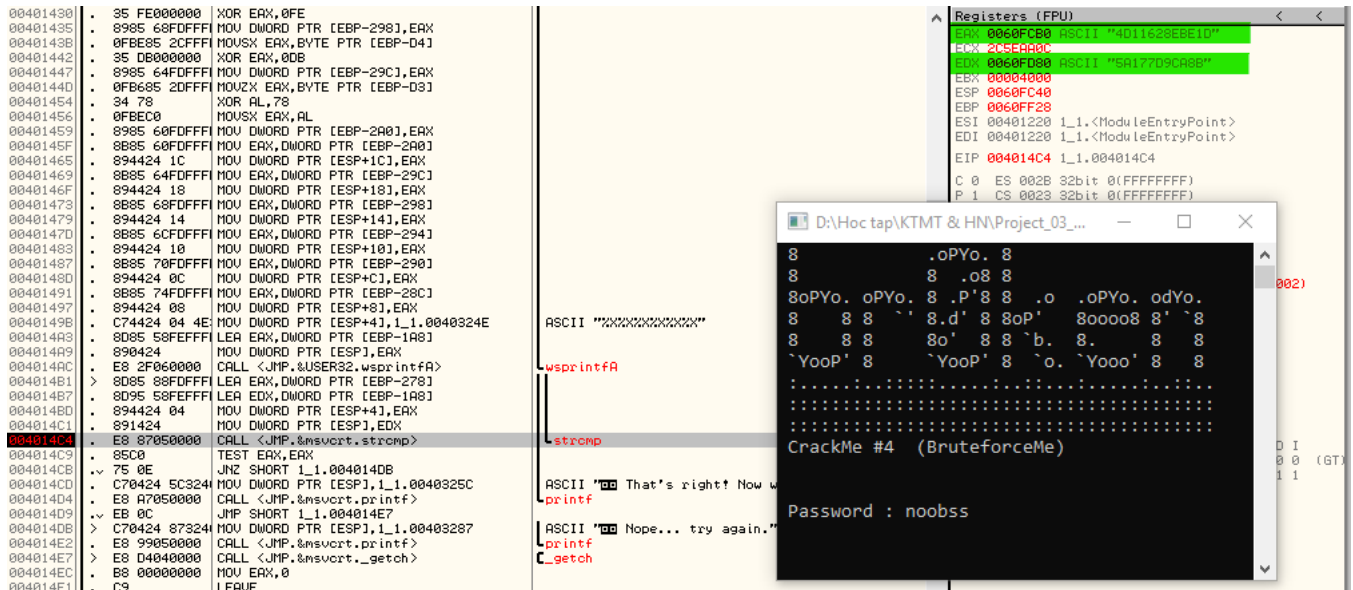 00401430 . 35 FE000000 XOR EAX,0FE
00401435 . 8985 68FDFFFF MOV DWORD PTR [EBP-298],EAX
0040143B . 0FBE85 2CFFFF MOVSX EAX,BYTE PTR [EBP-D4]
00401442 . 35 DB000000 XOR EAX,0DB
00401447 . 8985 64FDFFFF MOV DWORD PTR [EBP-29C],EAX
0040144D . 0FB685 2DFFFF MOVZX EAX,BYTE PTR [EBP-D3]
00401454 . 34 78 XOR AL,78
00401456 . 0FBEC0 MOVSX EAX,AL
00401459 . 8985 60FDFFFF MOV DWORD PTR [EBP-2A0],EAX
0040145F . 8B85 60FDFFFF MOV EAX,DWORD PTR [EBP-2A0]
00401465 . 894424 1C MOV DWORD PTR [ESP+1C],EAX
00401469 . 8B85 64FDFFFF MOV EAX,DWORD PTR [EBP-29C]
0040146F . 894424 18 MOV DWORD PTR [ESP+18],EAX
00401473 . 8B85 68FDFFFF MOV EAX,DWORD PTR [EBP-298]
00401479 . 894424 14 MOV DWORD PTR [ESP+14],EAX
0040147D . 8B85 6CFDFFFF MOV EAX,DWORD PTR [EBP-294]
00401483 . 894424 10 MOV DWORD PTR [ESP+10],EAX
00401487 . 8B85 70FDFFFF MOV EAX,DWORD PTR [EBP-290]
0040148D . 894424 0C MOV DWORD PTR [ESP+C],EAX
00401491 . 8B85 74FDFFFF MOV EAX,DWORD PTR [EBP-28C]
00401497 . 894424 08 MOV DWORD PTR [ESP+8],EAX
0040149B . C74424 04 4E: MOV DWORD PTR [ESP+4],1_1.0040324E ASCII "%X%X%X%X%X%X"
004014A3 . 8D85 58FEFFFF LEA EAX,DWORD PTR [EBP-1A8]
004014A9 . 890424 MOV DWORD PTR [ESP],EAX
004014AC . E8 2F060000 CALL <JMP.&USER32.wsprintfA> wsprintfA
004014B1 > 8D85 88FDFFFF LEA EAX,DWORD PTR [EBP-278]
004014B7 . 8D95 58FEFFFF LEA EDX,DWORD PTR [EBP-1A8]
004014BD . 894424 04 MOV DWORD PTR [ESP+4],EAX
004014C1 . 891424 MOV DWORD PTR [ESP],EDX
004014C4 . E8 87050000 CALL <JMP.&msvcrt.strcmp> strcmp
004014C9 . 85C0 TEST EAX,EAX
004014CB . 75 0E JNZ SHORT 1_1.004014DB
004014CD . C70424 5C324 MOV DWORD PTR [ESP],1_1.0040325C ASCII " That's right! Now w
004014D4 . E8 A7050000 CALL <JMP.&msvcrt.printf> printf
004014D9 . EB 0C JMP SHORT 1_1.004014E7
004014DB > C70424 87324 MOV DWORD PTR [ESP],1_1.00403287 ASCII " Nope... try again."
004014E2 . E8 99050000 CALL <JMP.&msvcrt.printf> printf
004014E7 > E8 D4040000 CALL <JMP.&msvcrt._getch> _getch
004014EC . B8 00000000 MOV EAX,0
004014F1 . C9 LEAVE
Registers (FPU) < <
EAX 0060FCB0 ASCII "4D11628EBE1D"
ECX 2C5EAA0C
EDX 0060FD80 ASCII "5A177D9CA8B"
EBX 00004000
ESP 0060FC40
EBP 0060FF28
ESI 00401220 1_1.<ModuleEntryPoint>
EDI 00401220 1_1.<ModuleEntryPoint>
EIP 004014C4 1_1.004014C4
C 0 ES 002B 32bit 0(FFFFFFFF)
P 1 CS 0023 32bit 0(FFFFFFFF)
002)
D I
0 0 (GT)
1 1
D:\Hoc tap\KTMT & HN\Project_03_...
CrackMe #4 (BruteforceMe)
Password : noobss